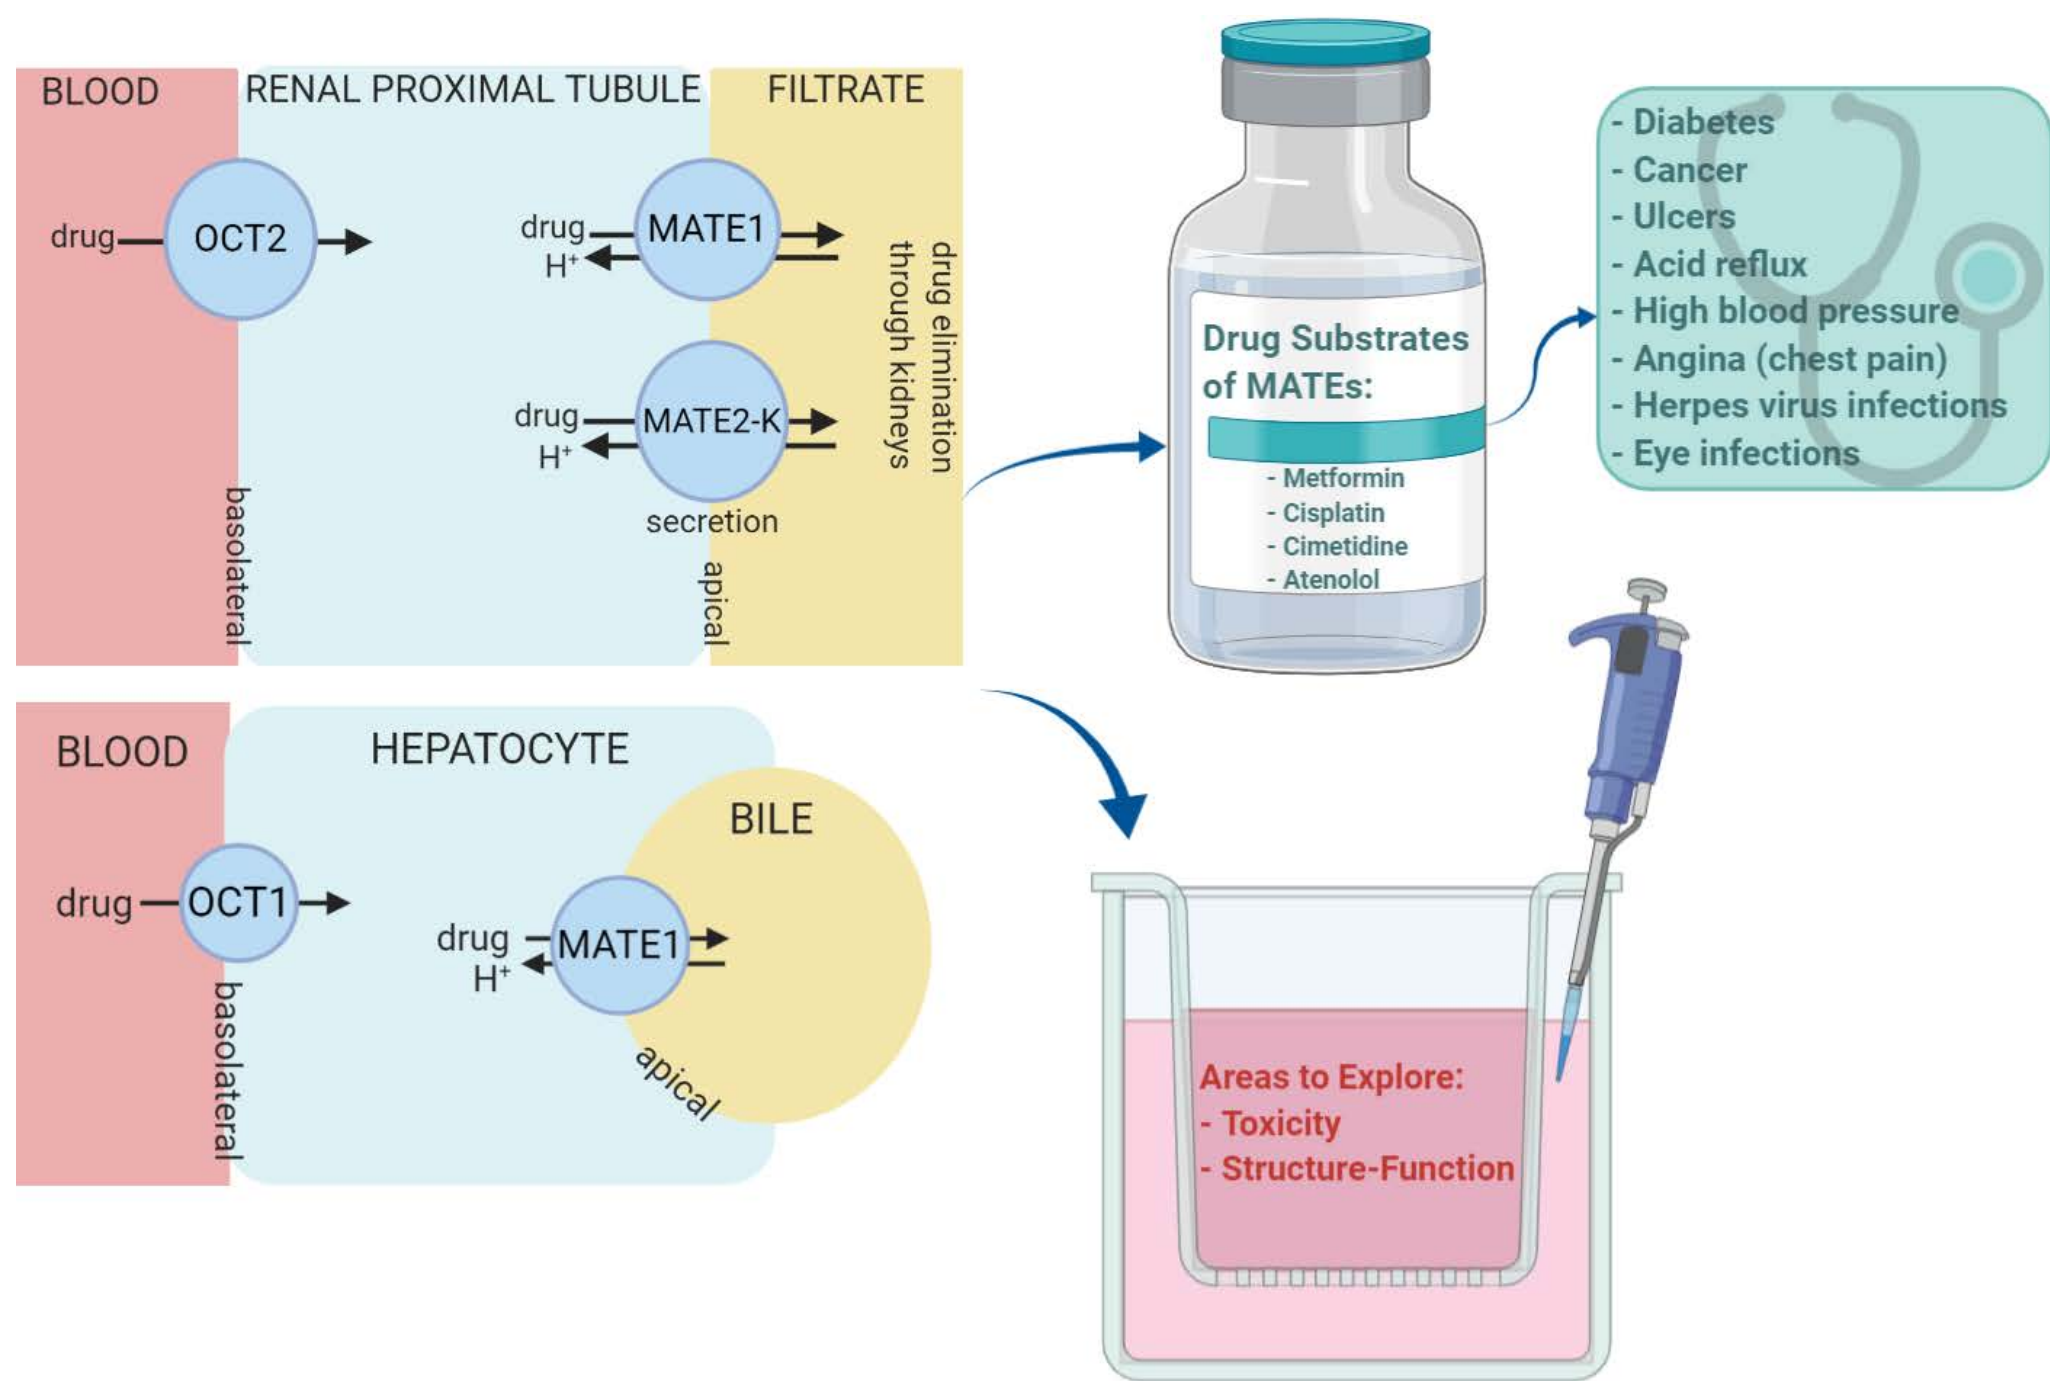 BLOOD
RENAL PROXIMAL TUBULE
FILTRATE
drug
OCT2
drug
H⁺
MATE1
drug
H⁺
MATE2-K
secretion
drug elimination
through kidneys
basolateral
apical
BLOOD
HEPATOCYTE
BILE
drug
OCT1
drug
H⁺
MATE1
basolateral
apical
Drug Substrates
of MATEs:
- Metformin
- Cisplatin
- Cimetidine
- Atenolol
- Diabetes
- Cancer
- Ulcers
- Acid reflux
- High blood pressure
- Angina (chest pain)
- Herpes virus infections
- Eye infections
Areas to Explore:
- Toxicity
- Structure-Function